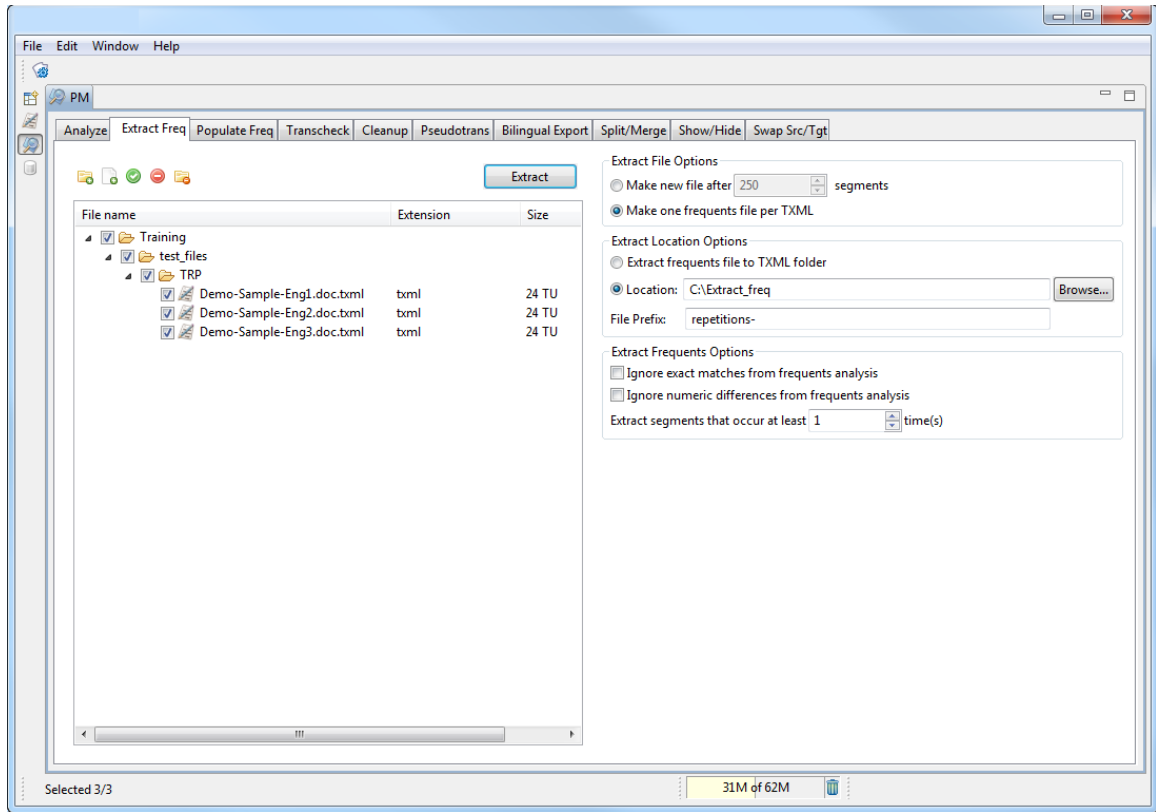 File Edit Window Help
PM
Analyze Extract Freq Populate Freq Transcheck Cleanup Pseudotrans Bilingual Export Split/Merge Show/Hide Swap Src/Tgt
Extract
File name Extension Size
Training
test_files
TRP
Demo-Sample-Eng1.doc.txml txml 24 TU
Demo-Sample-Eng2.doc.txml txml 24 TU
Demo-Sample-Eng3.doc.txml txml 24 TU
Extract File Options
Make new file after 250 segments
Make one frequents file per TXML
Extract Location Options
Extract frequents file to TXML folder
Location: C:\Extract_freq Browse...
File Prefix: repetitions-
Extract Frequents Options
Ignore exact matches from frequents analysis
Ignore numeric differences from frequents analysis
Extract segments that occur at least 1 time(s)
Selected 3/3 31M of 62M